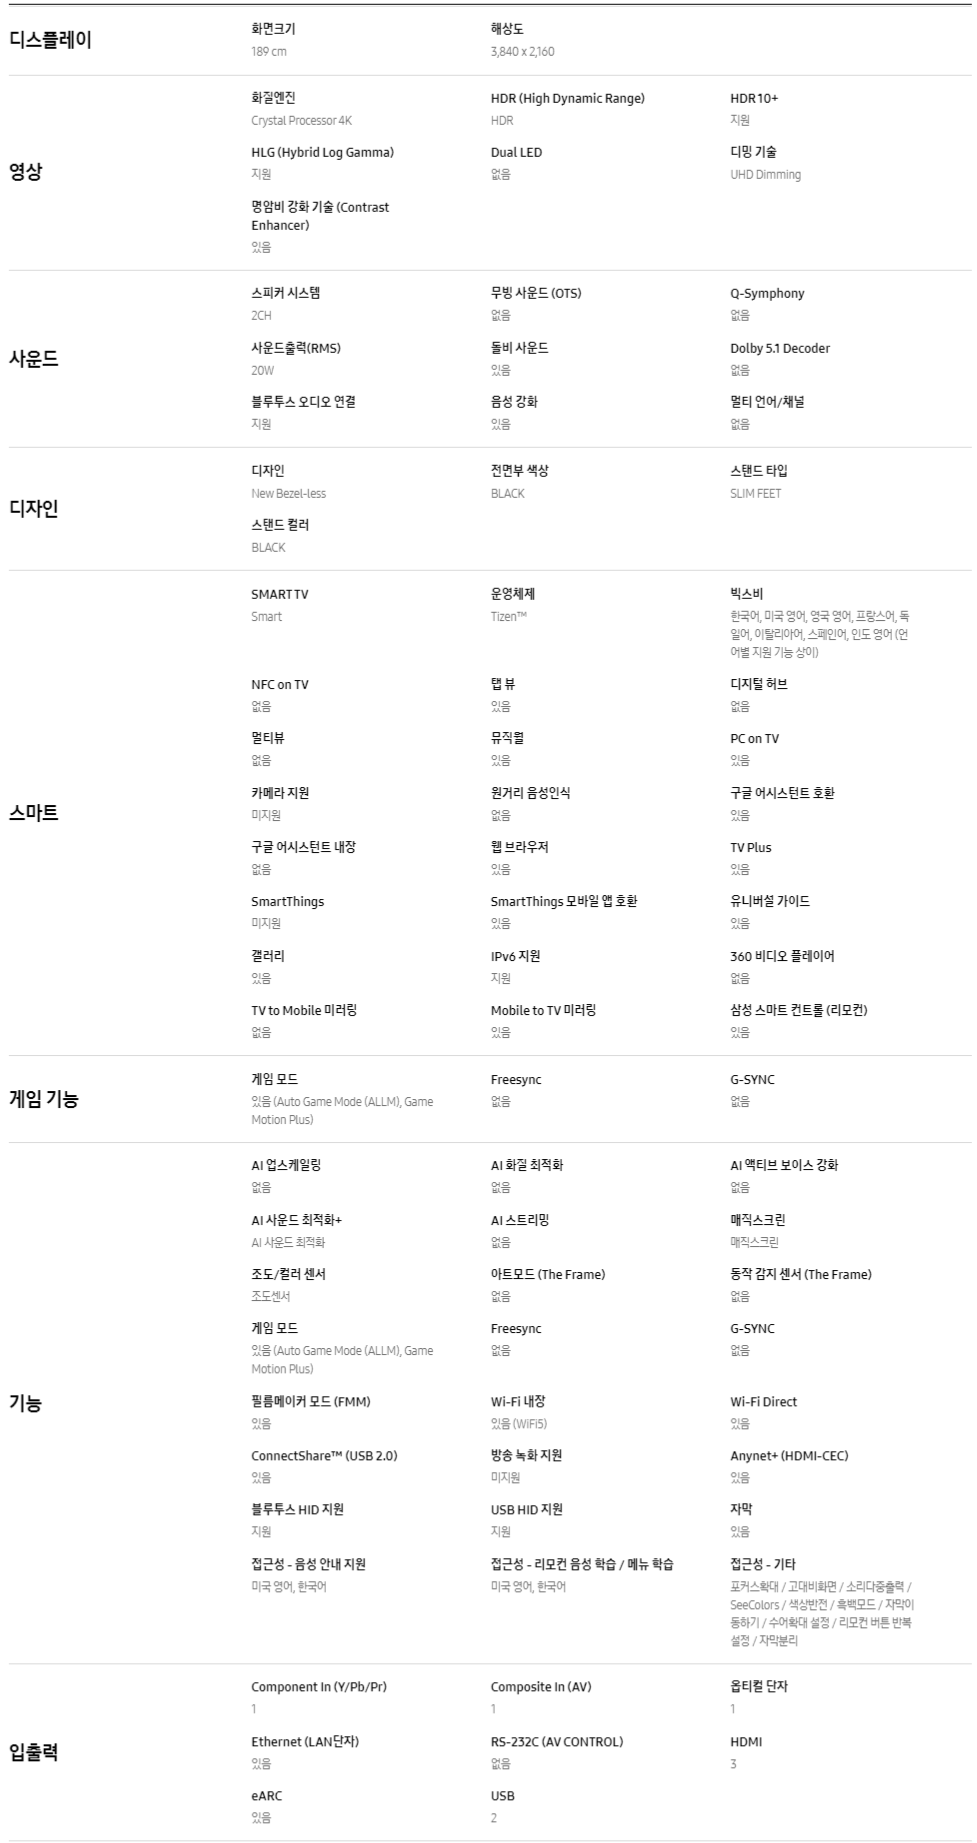 디스플레이
화면크기
189 cm
해상도
3,840 x 2,160
영상
화질엔진
Crystal Processor 4K
HDR (High Dynamic Range)
HDR
HDR10+
지원
HLG (Hybrid Log Gamma)
지원
Dual LED
없음
디밍 기술
UHD Dimming
명암비 강화 기술 (Contrast
Enhancer)
있음
사운드
스피커 시스템
2CH
무빙 사운드 (OTS)
없음
Q-Symphony
없음
사운드출력(RMS)
20W
돌비 사운드
있음
Dolby 5.1 Decoder
없음
블루투스 오디오 연결
지원
음성 강화
있음
멀티 언어/채널
없음
디자인
디자인
New Bezel-less
전면부 색상
BLACK
스탠드 타입
SLIM FEET
스탠드 컬러
BLACK
스마트
SMART TV
Smart
운영체제
Tizen™
빅스비
한국어, 미국 영어, 영국 영어, 프랑스어, 독
일어, 이탈리아어, 스페인어, 인도 영어 (언
어별 지원 기능 상이)
NFC on TV
없음
탭 뷰
있음
디지털 허브
없음
멀티뷰
없음
뮤직월
있음
PC on TV
있음
카메라 지원
미지원
원거리 음성인식
없음
구글 어시스턴트 호환
있음
구글 어시스턴트 내장
없음
웹 브라우저
있음
TV Plus
있음
SmartThings
미지원
SmartThings 모바일 앱 호환
있음
유니버설 가이드
있음
갤러리
있음
IPv6 지원
지원
360 비디오 플레이어
없음
TV to Mobile 미러링
없음
Mobile to TV 미러링
있음
삼성 스마트 컨트롤 (리모컨)
있음
게임 기능
게임 모드
있음 (Auto Game Mode (ALLM), Game
Motion Plus)
Freesync
없음
G-SYNC
없음
기능
AI 업스케일링
없음
AI 화질 최적화
없음
AI 액티브 보이스 강화
없음
AI 사운드 최적화+
AI 사운드 최적화
AI 스트리밍
없음
매직스크린
매직스크린
조도/컬러 센서
조도센서
아트모드 (The Frame)
없음
동작 감지 센서 (The Frame)
없음
게임 모드
있음 (Auto Game Mode (ALLM), Game
Motion Plus)
Freesync
없음
G-SYNC
없음
필름메이커 모드 (FMM)
있음
Wi-Fi 내장
있음 (WiFi5)
Wi-Fi Direct
있음
ConnectShare™ (USB 2.0)
있음
방송 녹화 지원
미지원
Anynet+ (HDMI-CEC)
있음
블루투스 HID 지원
지원
USB HID 지원
지원
자막
있음
접근성 - 음성 안내 지원
미국 영어, 한국어
접근성 - 리모컨 음성 학습 / 메뉴 학습
미국 영어, 한국어
접근성 - 기타
포커스확대 / 고대비화면 / 소리다중출력 /
SeeColors / 색상반전 / 흑백모드 / 자막이
동하기 / 수어확대 설정 / 리모컨 버튼 반복
설정 / 자막분리
입출력
Component In (Y/Pb/Pr)
1
Composite In (AV)
1
옵티컬 단자
1
Ethernet (LAN단자)
있음
RS-232C (AV CONTROL)
없음
HDMI
3
eARC
있음
USB
2